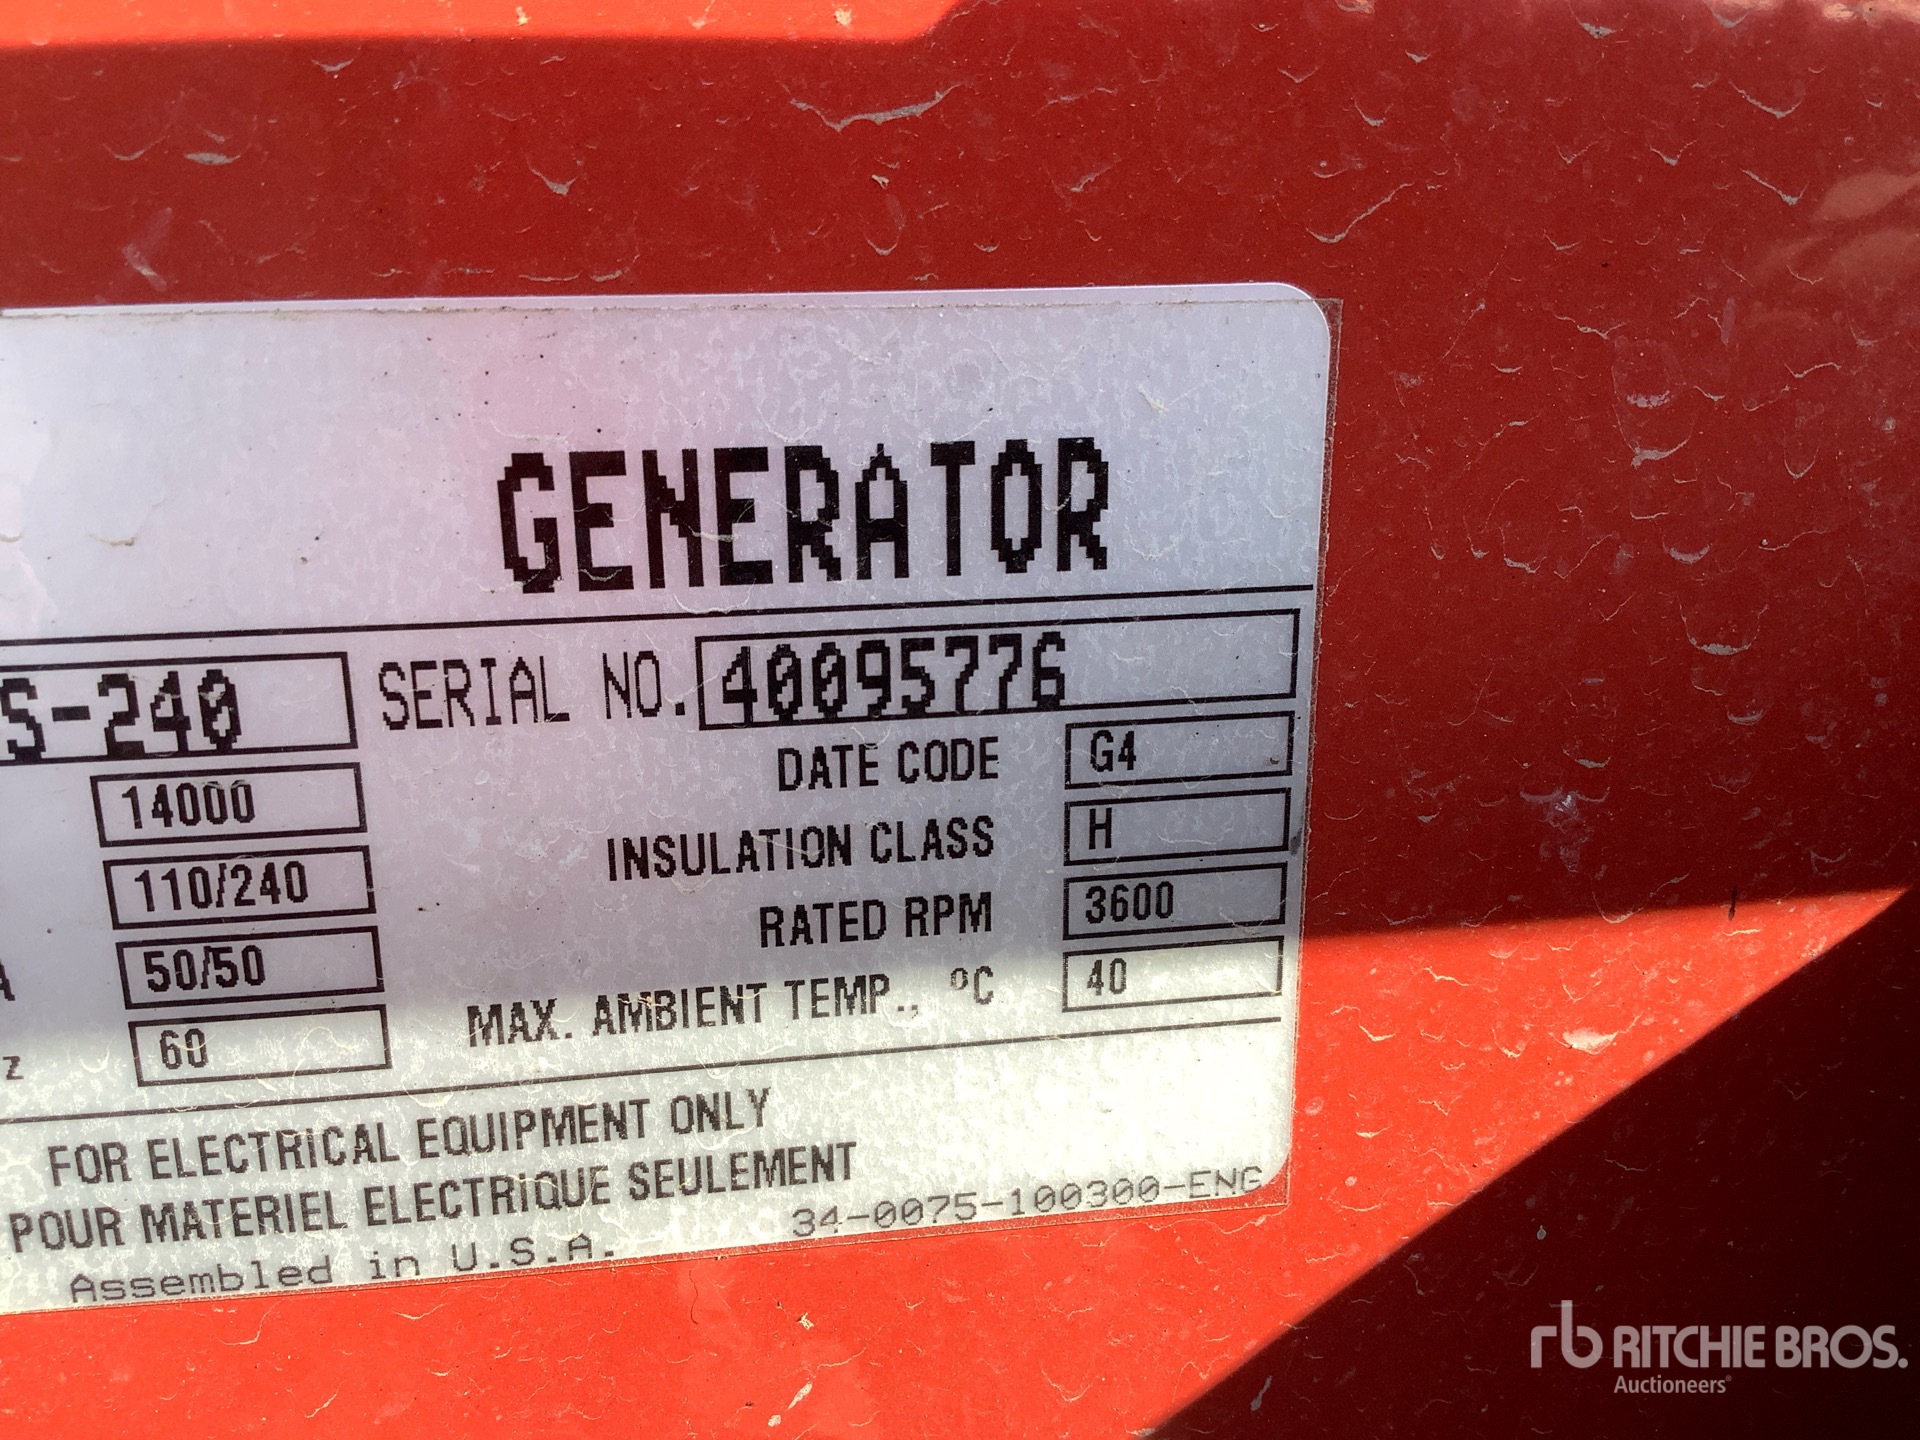 GENERATOR
S-240 SERIAL NO. 40095776
DATE CODE G4
14000
INSULATION CLASS H
110/240
RATED RPM 3600
A 50/50
MAX. AMBIENT TEMP., ºC 40
z 60
FOR ELECTRICAL EQUIPMENT ONLY
POUR MATERIEL ELECTRIQUE SEULEMENT
34-0075-100300-ENG
Assembled in U.S.A.
rb RITCHIE BROS.
Auctioneers®